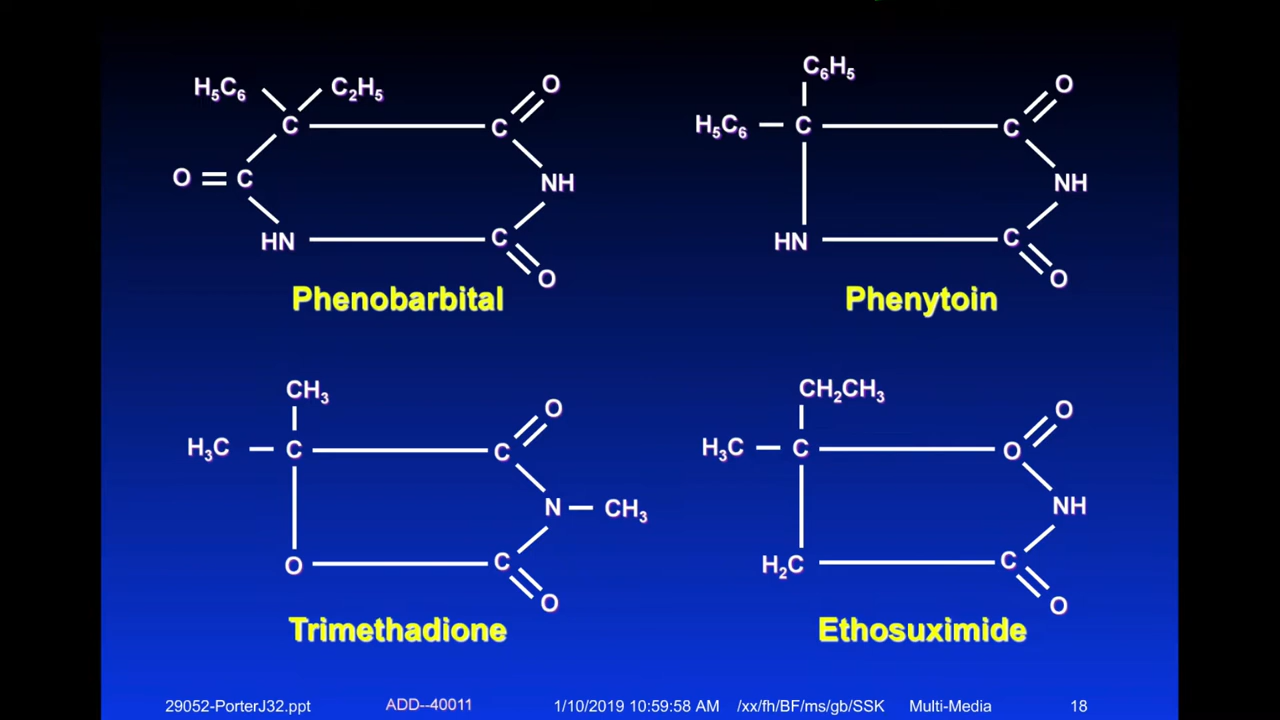 H₅C₆ C₂H₅ O
C C
O C NH
HN C
O
Phenobarbital
C₆H₅ O
H₅C₆ C C
NH
HN C
O
Phenytoin
CH₃ O
H₃C C C
N CH₃
O C
O
Trimethadione
CH₂CH₃ O
H₃C C O
NH
H₂C C
O
Ethosuximide
29052-PorterJ32.ppt ADD--40011 1/10/2019 10:59:58 AM /xx/fh/BF/ms/gb/SSK Multi-Media 18